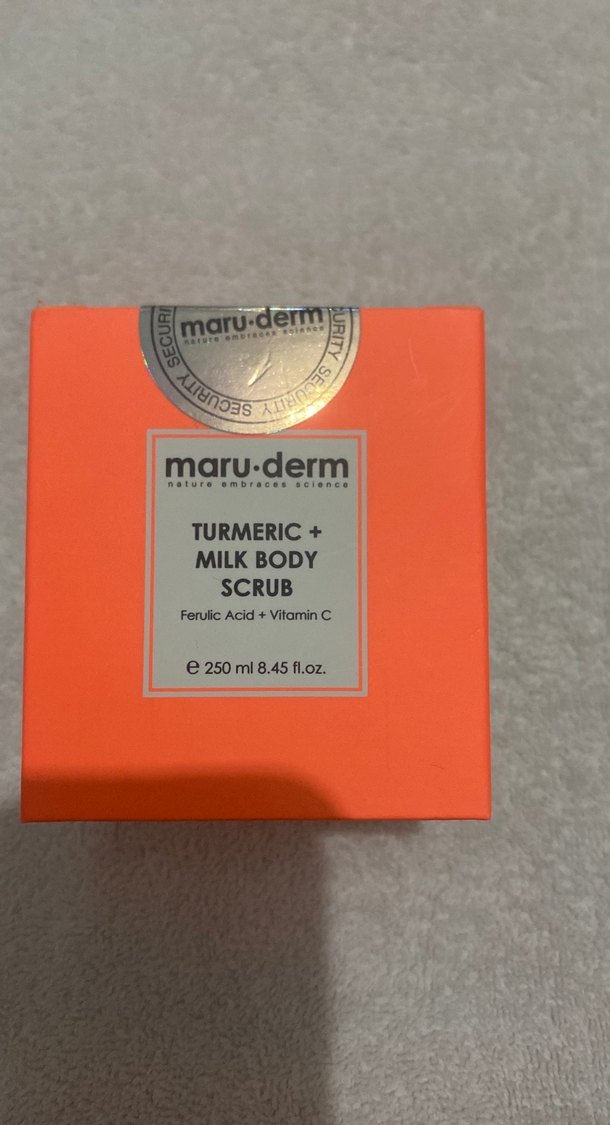 maru·derm
nature embraces science
SECURITY SECURITY SECURITY
maru·derm
nature embraces science
TURMERIC +
MILK BODY
SCRUB
Ferulic Acid + Vitamin C
e 250 ml 8.45 fl.oz.